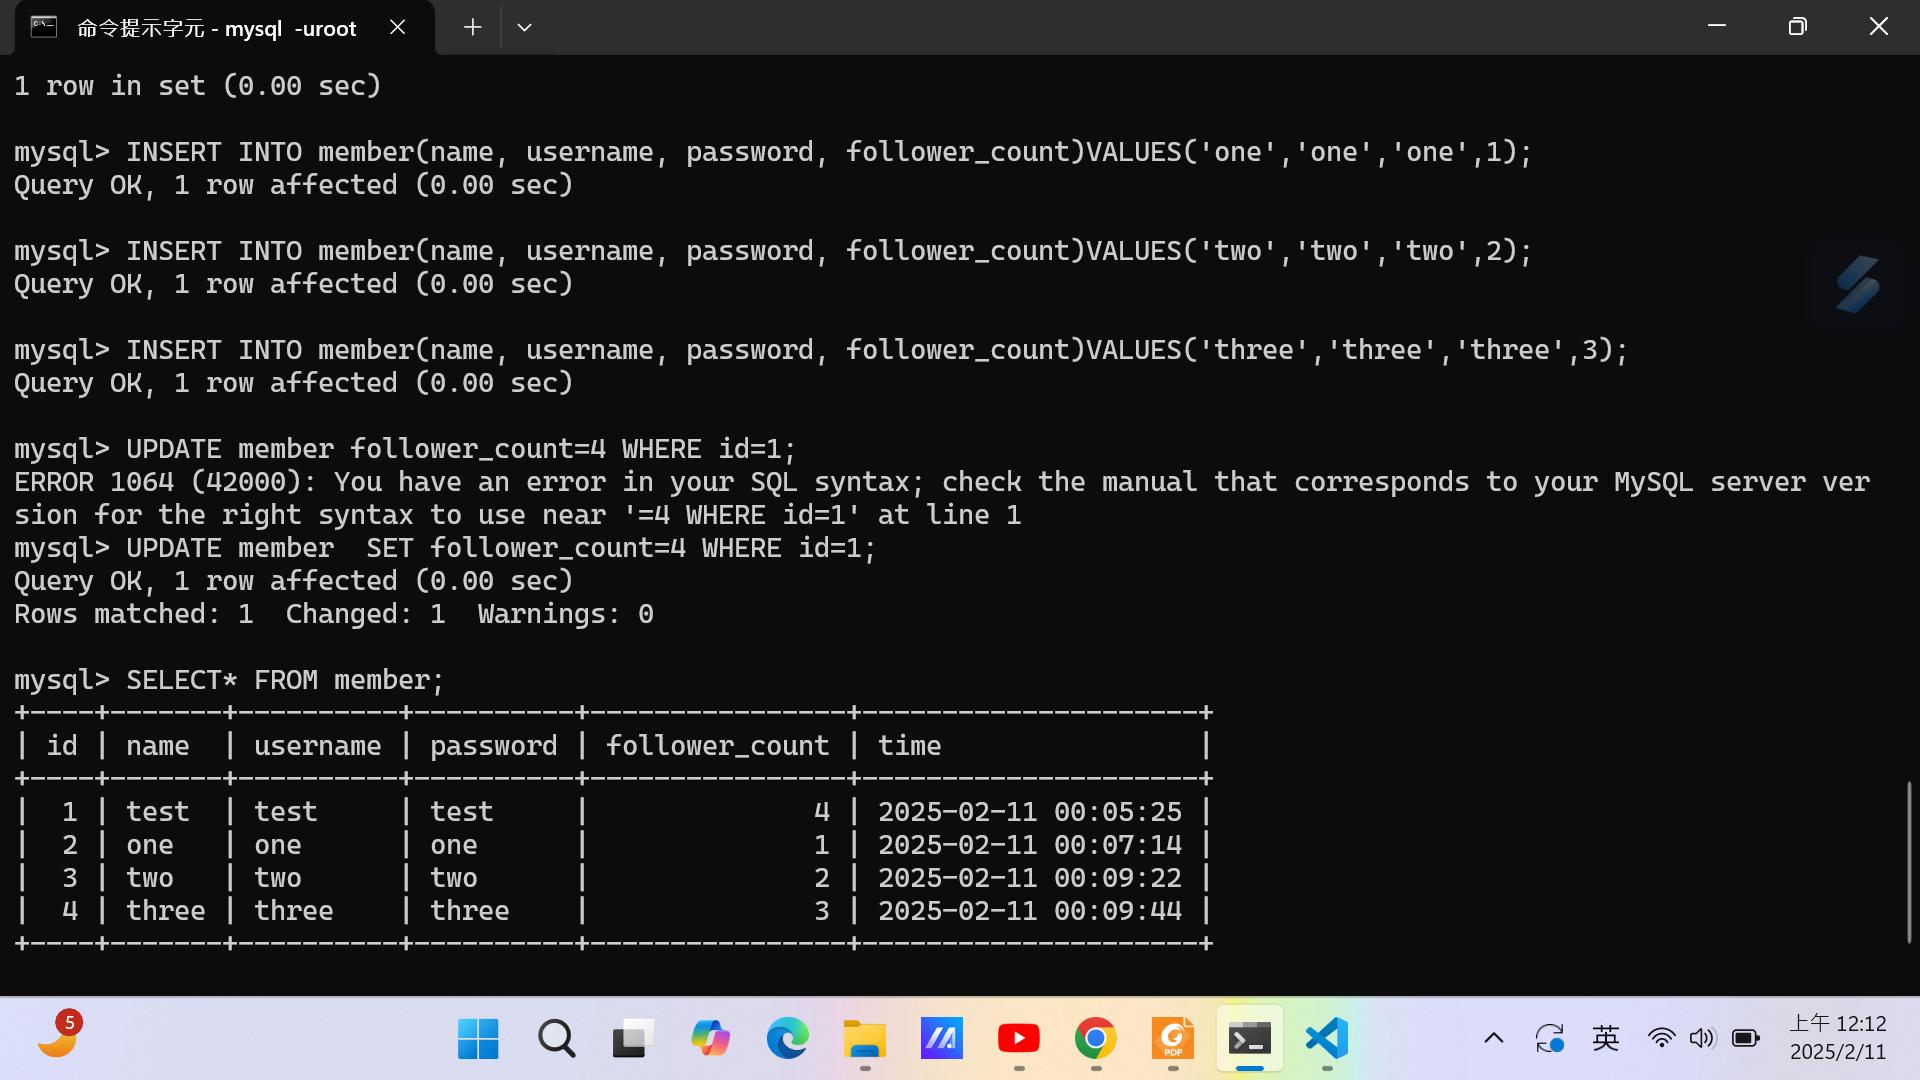 命令提示字元 - mysql  -uroot
1 row in set (0.00 sec)
mysql> INSERT INTO member(name, username, password, follower_count)VALUES('one','one','one',1);
Query OK, 1 row affected (0.00 sec)
mysql> INSERT INTO member(name, username, password, follower_count)VALUES('two','two','two',2);
Query OK, 1 row affected (0.00 sec)
mysql> INSERT INTO member(name, username, password, follower_count)VALUES('three','three','three',3);
Query OK, 1 row affected (0.00 sec)
mysql> UPDATE member follower_count=4 WHERE id=1;
ERROR 1064 (42000): You have an error in your SQL syntax; check the manual that corresponds to your MySQL server ver
sion for the right syntax to use near '=4 WHERE id=1' at line 1
mysql> UPDATE member  SET follower_count=4 WHERE id=1;
Query OK, 1 row affected (0.00 sec)
Rows matched: 1  Changed: 1  Warnings: 0
mysql> SELECT* FROM member;
+----+-------+----------+----------+----------------+---------------------+
| id | name  | username | password | follower_count | time                |
+----+-------+----------+----------+----------------+---------------------+
|  1 | test  | test     | test     |              4 | 2025-02-11 00:05:25 |
|  2 | one   | one      | one      |              1 | 2025-02-11 00:07:14 |
|  3 | two   | two      | two      |              2 | 2025-02-11 00:09:22 |
|  4 | three | three    | three    |              3 | 2025-02-11 00:09:44 |
+----+-------+----------+----------+----------------+---------------------+
5
PDF
英
上午 12:12
2025/2/11